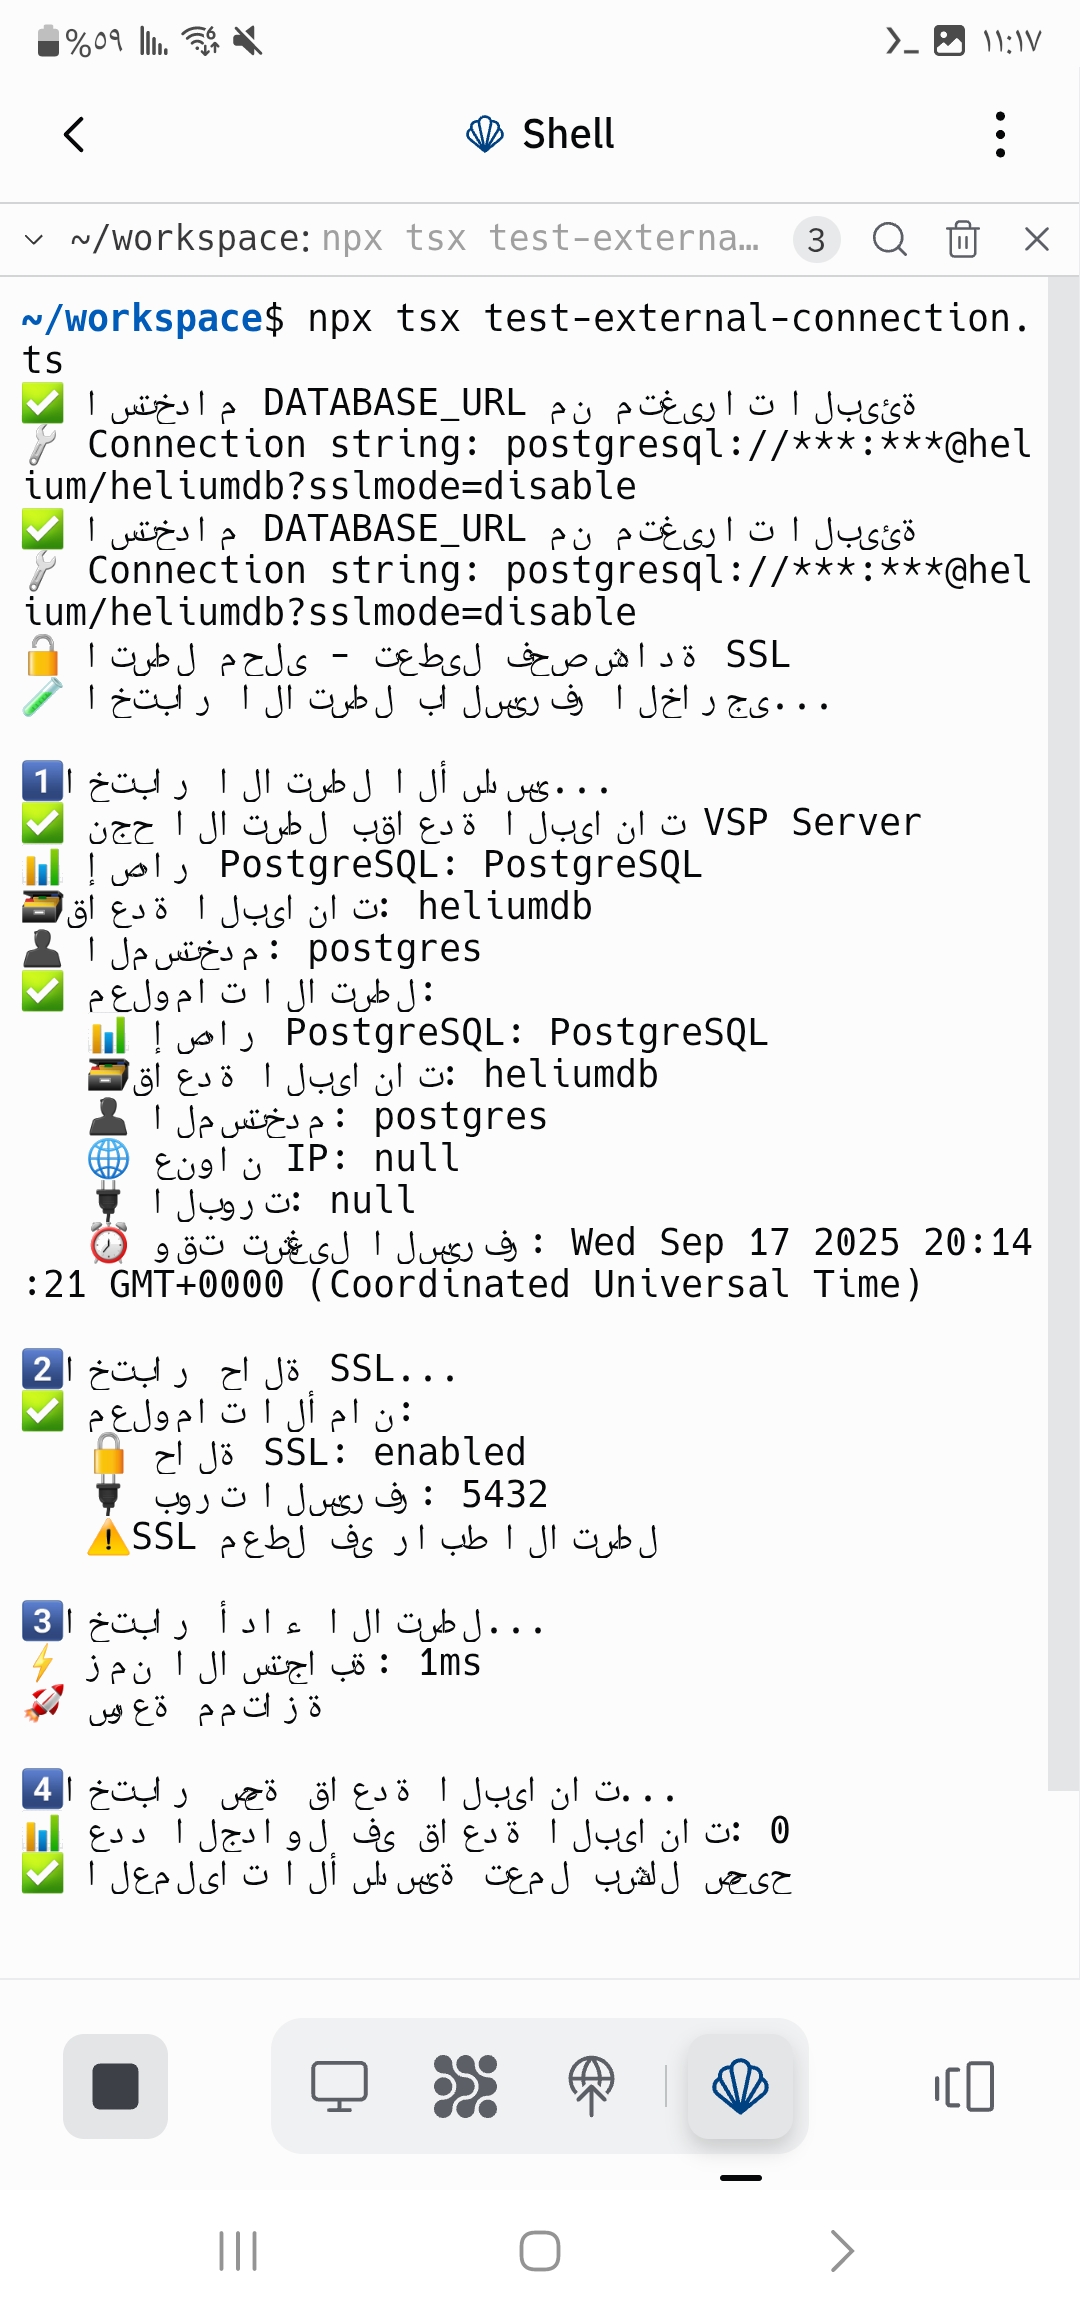 %٥٩ ١١:١٧
Shell
~/workspace: npx tsx test-externa… 3
~/workspace$ npx tsx test-external-connection.
ts
✅ استخدام DATABASE_URL من متغيرات البيئة
🔧 Connection string: postgresql://***:***@hel
ium/heliumdb?sslmode=disable
✅ استخدام DATABASE_URL من متغيرات البيئة
🔧 Connection string: postgresql://***:***@hel
ium/heliumdb?sslmode=disable
🔓 اتصال محلي - تعطيل فحص شهادة SSL
🧪 اختبار الاتصال بالسيرفر الخارجي...
1️⃣ اختبار الاتصال الأساسي...
✅ نجح الاتصال بقاعدة البيانات VSP Server
📊 إصدار PostgreSQL: PostgreSQL
🗃️ قاعدة البيانات: heliumdb
👤 المستخدم: postgres
✅ معلومات الاتصال:
📊 إصدار PostgreSQL: PostgreSQL
🗃️ قاعدة البيانات: heliumdb
👤 المستخدم: postgres
🌐 عنوان IP: null
🔌 البورت: null
⏰ وقت تشغيل السيرفر: Wed Sep 17 2025 20:14
:21 GMT+0000 (Coordinated Universal Time)
2️⃣ اختبار حالة SSL...
✅ معلومات الأمان:
🔒 حالة SSL: enabled
🔌 بورت السيرفر: 5432
⚠️ SSL معطل في رابط الاتصال
3️⃣ اختبار أداء الاتصال...
⚡ زمن الاستجابة: 1ms
🚀 سرعة ممتازة
4️⃣ اختبار صحة قاعدة البيانات...
📊 عدد الجداول في قاعدة البيانات: 0
✅ العمليات الأساسية تعمل بشكل صحيح